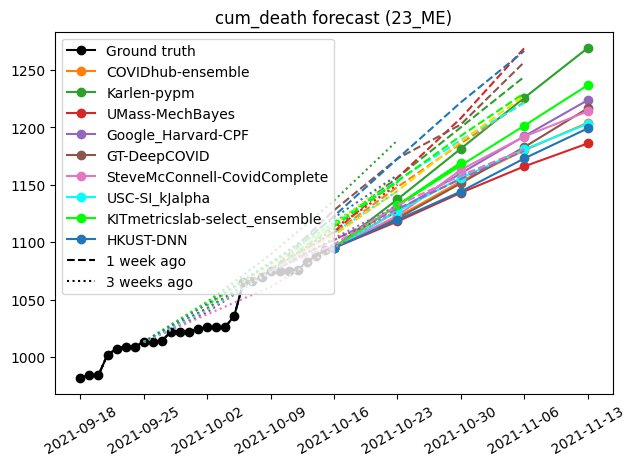 cum_death forecast (23_ME)
1250
1200
1150
1100
1050
1000
Ground truth
COVIDhub-ensemble
Karlen-pypm
UMass-MechBayes
Google_Harvard-CPF
GT-DeepCOVID
SteveMcConnell-CovidComplete
USC-SI_kJalpha
KITmetricslab-select_ensemble
HKUST-DNN
1 week ago
3 weeks ago
2021-09-18
2021-09-25
2021-10-02
2021-10-09
2021-10-16
2021-10-23
2021-10-30
2021-11-06
2021-11-13